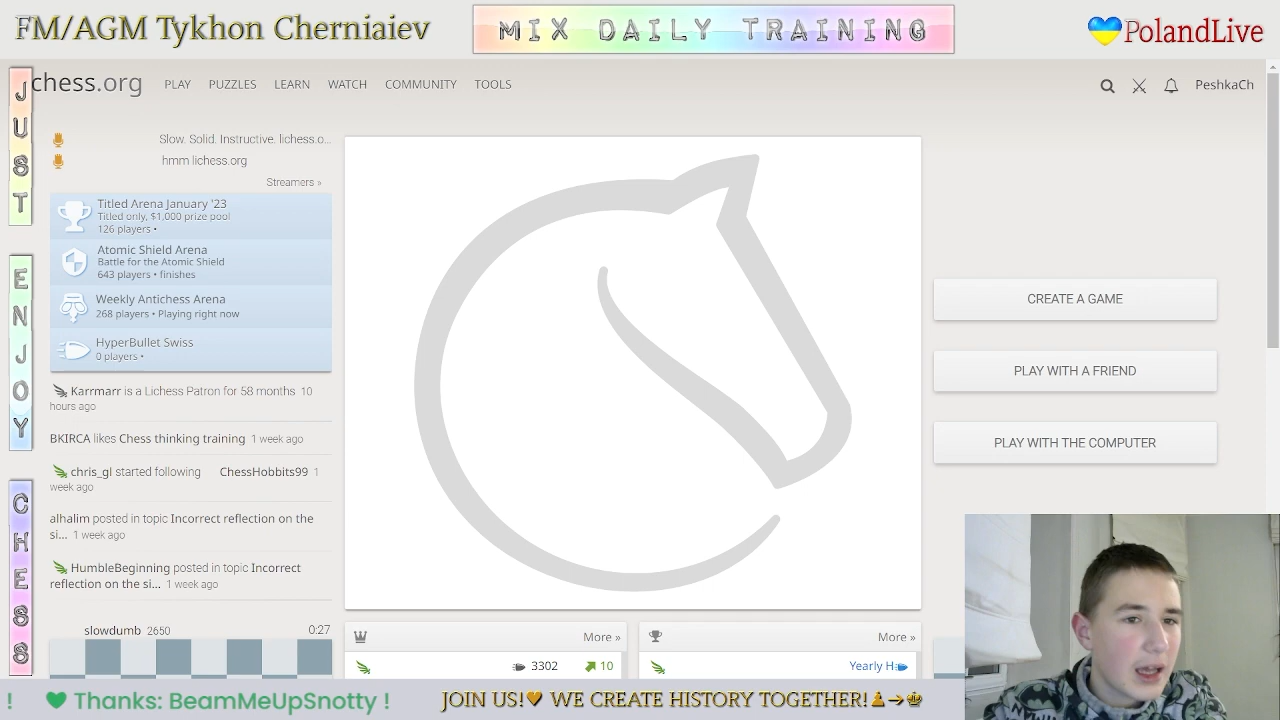 FM/AGM Tykhon Cherniaiev
MIX DAILY TRAINING
PolandLive
JUST
ENJOY
CHESS
chess.org
PLAY
PUZZLES
LEARN
WATCH
COMMUNITY
TOOLS
PeshkaCh
Slow. Solid. Instructive. lichess.o...
hmm lichess.org
Streamers »
Titled Arena January '23
Titled only, $1,000 prize pool
126 players •
Atomic Shield Arena
Battle for the Atomic Shield
643 players • finishes
Weekly Antichess Arena
268 players • Playing right now
HyperBullet Swiss
0 players •
Karrmarr is a Lichess Patron for 58 months 10
hours ago
BKIRCA likes Chess thinking training 1 week ago
chris_gl started following ChessHobbits99 1
week ago
alhalim posted in topic Incorrect reflection on the
si... 1 week ago
HumbleBeginning posted in topic Incorrect
reflection on the si... 1 week ago
slowdumb 2650 0:27
CREATE A GAME
PLAY WITH A FRIEND
PLAY WITH THE COMPUTER
More »
3302 10
More »
Yearly H
! Thanks: BeamMeUpSnotty !
JOIN US! WE CREATE HISTORY TOGETHER!